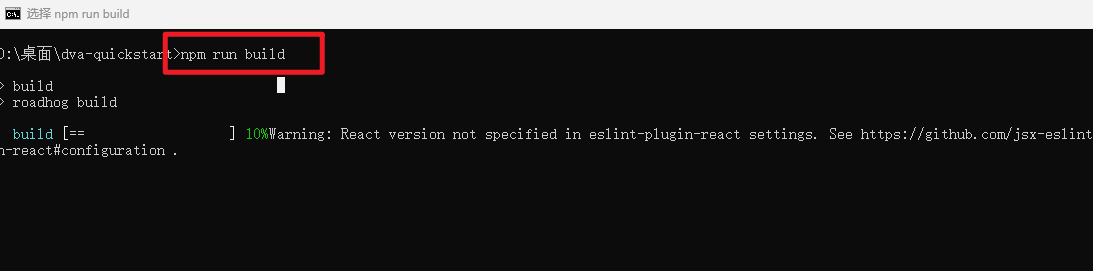 选择 npm run build
D:\桌面\dva-quickstart>npm run build
> build
> roadhog build
build [== ] 10%Warning: React version not specified in eslint-plugin-react settings. See https://github.com/jsx-eslint
n-react#configuration .